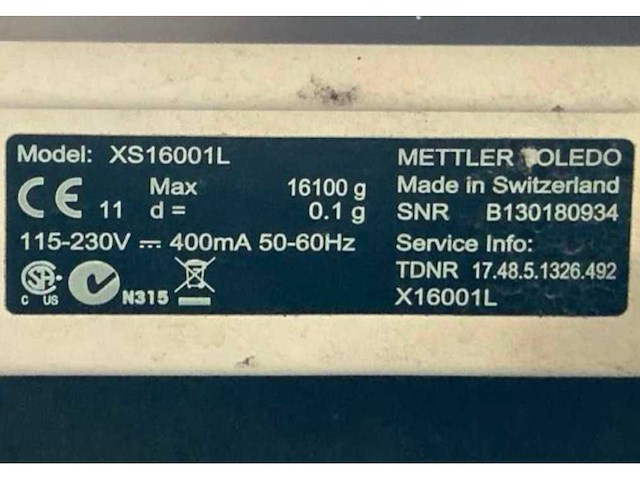 Model: XS16001L
CE 11 Max 16100 g
d = 0.1 g
115-230V ⎓ 400mA 50-60Hz
SA
C US
N315
METTLER TOLEDO
Made in Switzerland
SNR B130180934
Service Info:
TDNR 17.48.5.1326.492
X16001L